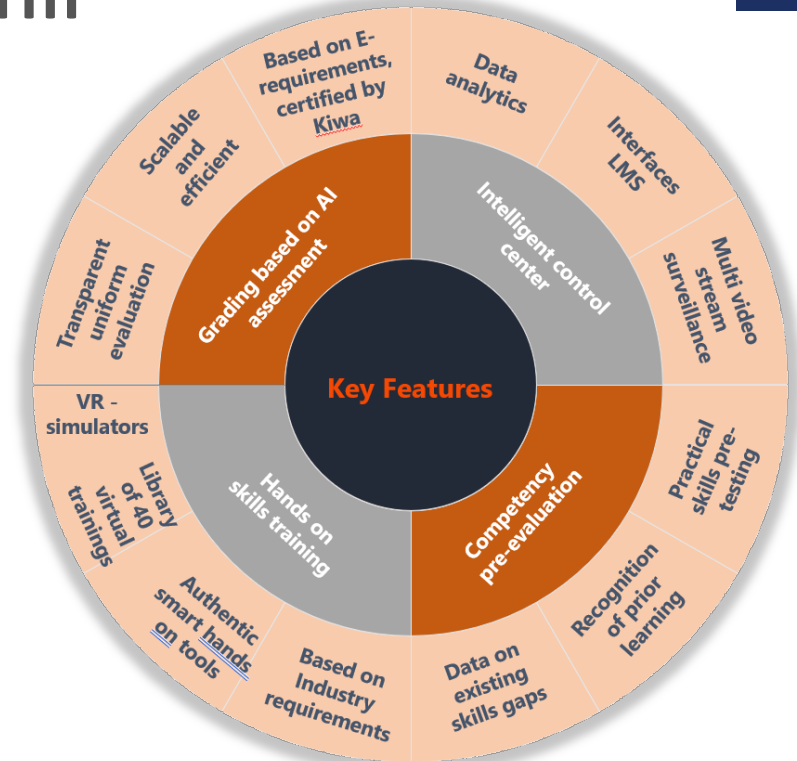 Key Features
Intelligent control
center
Data
analytics
Interfaces
LMS
Multi video
stream
surveillance
Competency
pre-evaluation
Practical
skills pre-
testing
Recognition
of prior
learning
Data on
existing
skills gaps
Hands on
skills training
Based on
Industry
requirements
Authentic
smart hands
on tools
Library
of 40
virtual
trainings
VR -
simulators
Grading based on AI
assessment
Transparent
uniform
evaluation
Scalable
and
efficient
Based on E-
requirements,
certified by
Kiwa